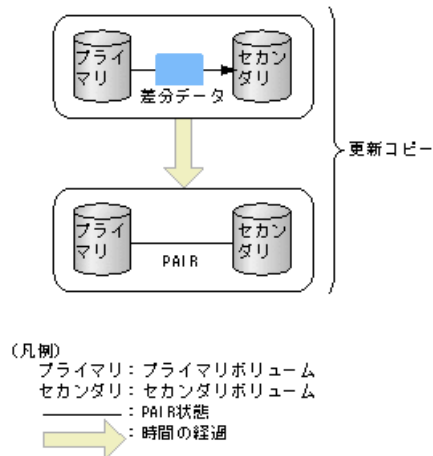 プライ
マリ
セカン
ダリ
差分データ
更新コピー
プライ
マリ
セカン
ダリ
PAIR
(凡例)
プライマリ:プライマリボリューム
セカンダリ:セカンダリボリューム
:PAIR状態
:時間の経過